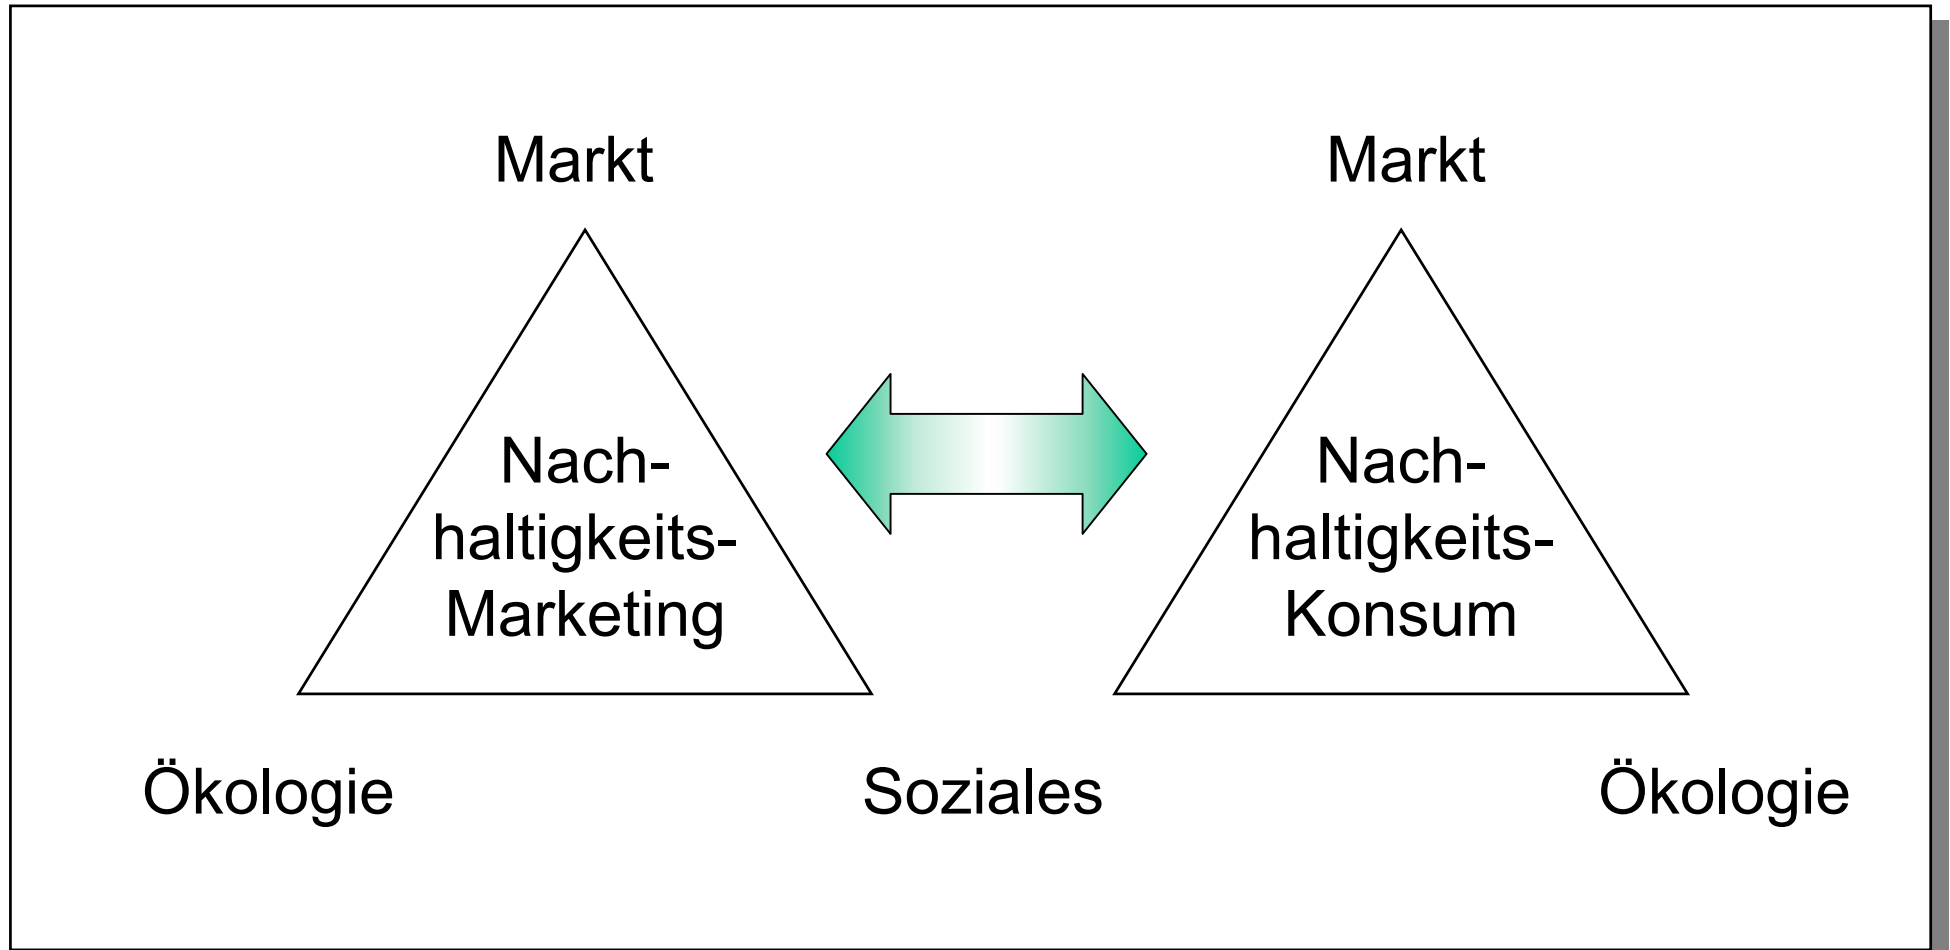 Markt
Markt
Nach-
haltigkeits-
Marketing
Nach-
haltigkeits-
Konsum
Ökologie
Soziales
Ökologie